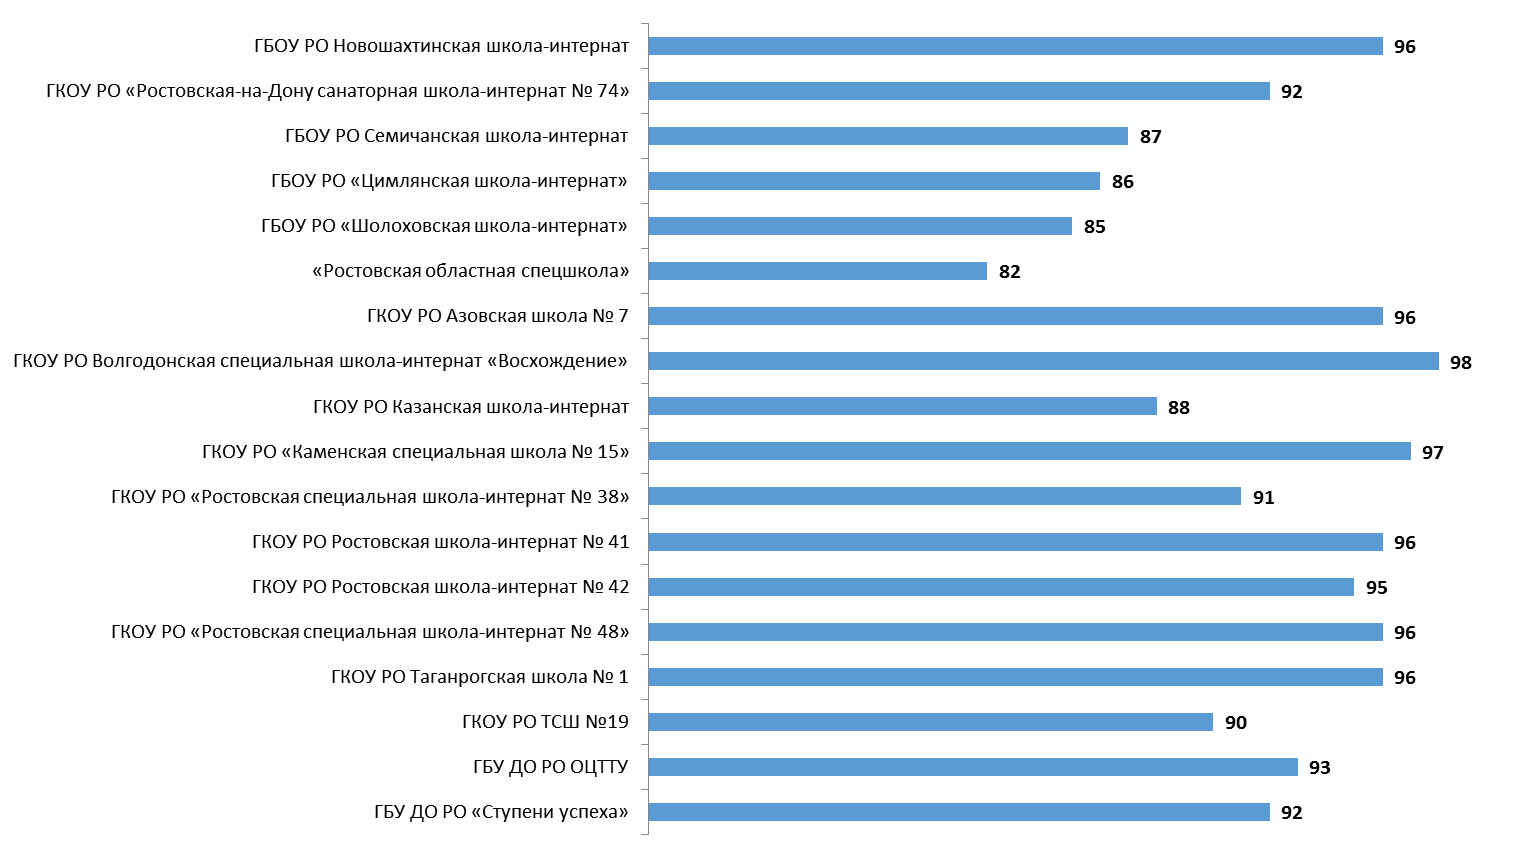 ГБОУ РО Новошахтинская школа-интернат 96
ГКОУ РО «Ростовская-на-Дону санаторная школа-интернат № 74» 92
ГБОУ РО Семичанская школа-интернат 87
ГБОУ РО «Цимлянская школа-интернат» 86
ГБОУ РО «Шолоховская школа-интернат» 85
«Ростовская областная спецшкола» 82
ГКОУ РО Азовская школа № 7 96
ГКОУ РО Волгодонская специальная школа-интернат «Восхождение» 98
ГКОУ РО Казанская школа-интернат 88
ГКОУ РО «Каменская специальная школа № 15» 97
ГКОУ РО «Ростовская специальная школа-интернат № 38» 91
ГКОУ РО Ростовская школа-интернат № 41 96
ГКОУ РО Ростовская школа-интернат № 42 95
ГКОУ РО «Ростовская специальная школа-интернат № 48» 96
ГКОУ РО Таганрогская школа № 1 96
ГКОУ РО ТСШ №19 90
ГБУ ДО РО ОЦТТУ 93
ГБУ ДО РО «Ступени успеха» 92